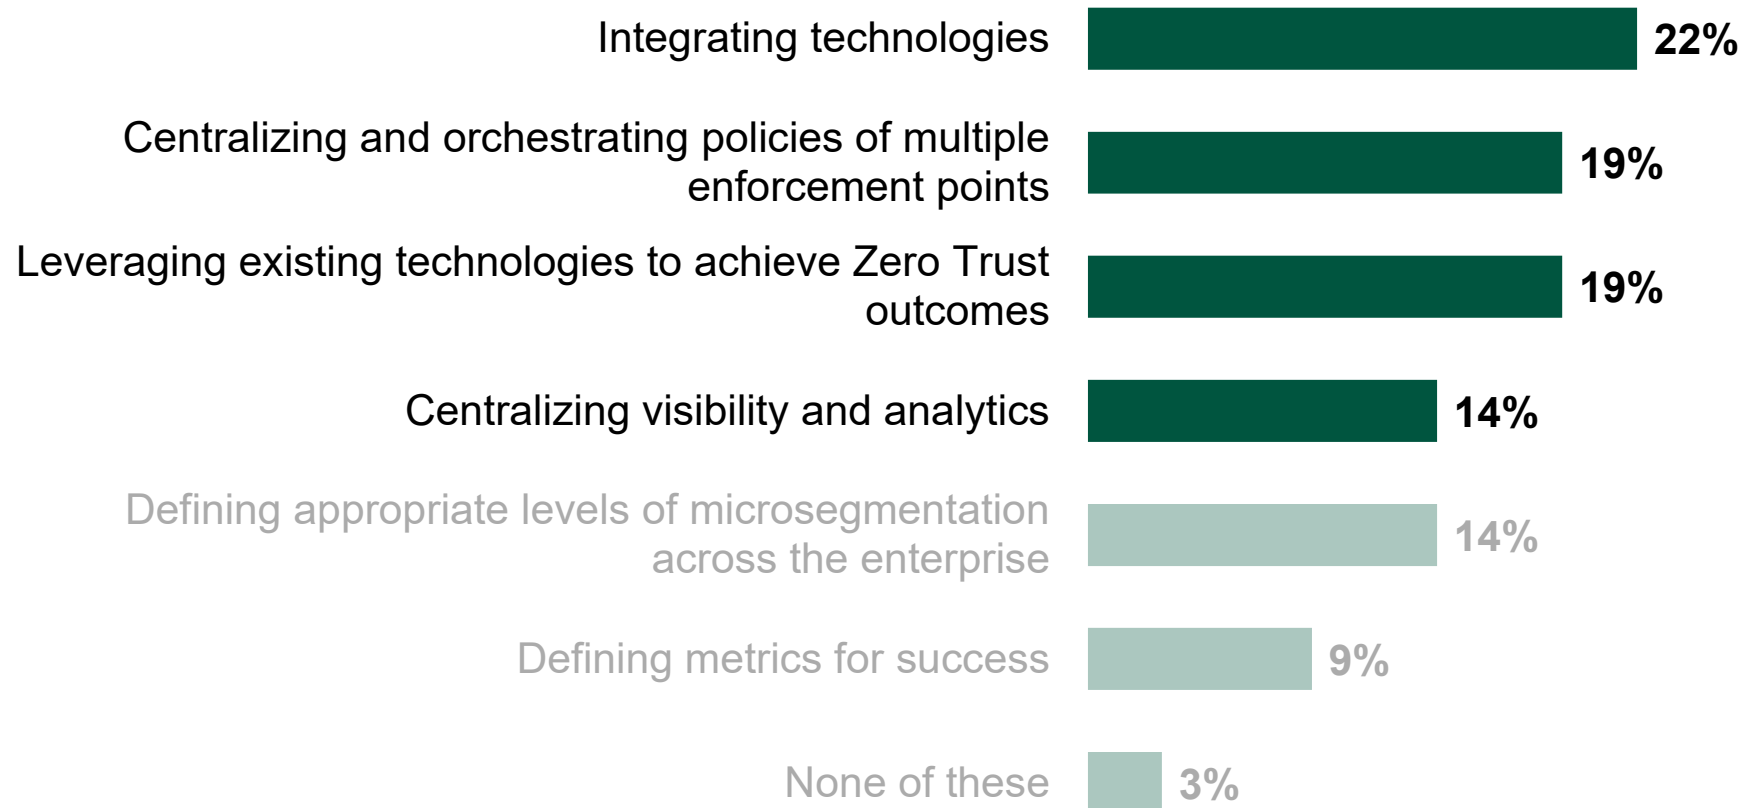 Integrating technologies
22%
Centralizing and orchestrating policies of multiple
enforcement points
19%
Leveraging existing technologies to achieve Zero Trust
outcomes
19%
Centralizing visibility and analytics
14%
Defining appropriate levels of microsegmentation
across the enterprise
14%
Defining metrics for success
9%
None of these
3%